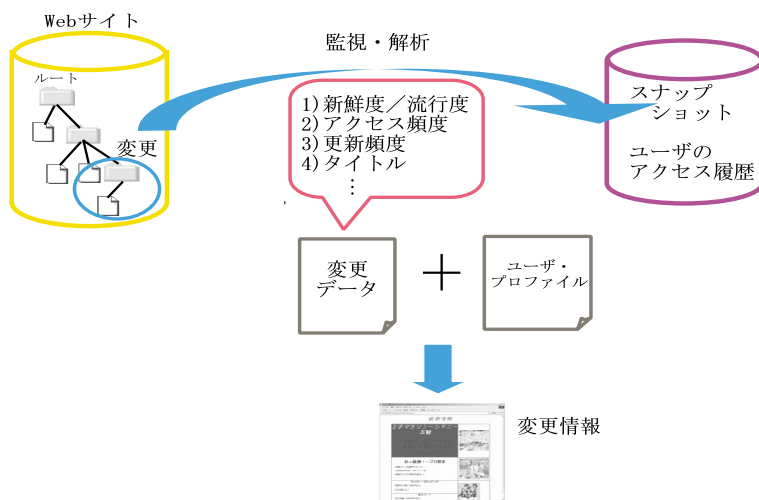 Webサイト
監視・解析
ルート
変更
1)新鮮度／流行度
2)アクセス頻度
3)更新頻度
4)タイトル
⋮
スナップ
ショット
ユーザの
アクセス履歴
変更
データ
＋
ユーザ・
プロファイル
変更情報